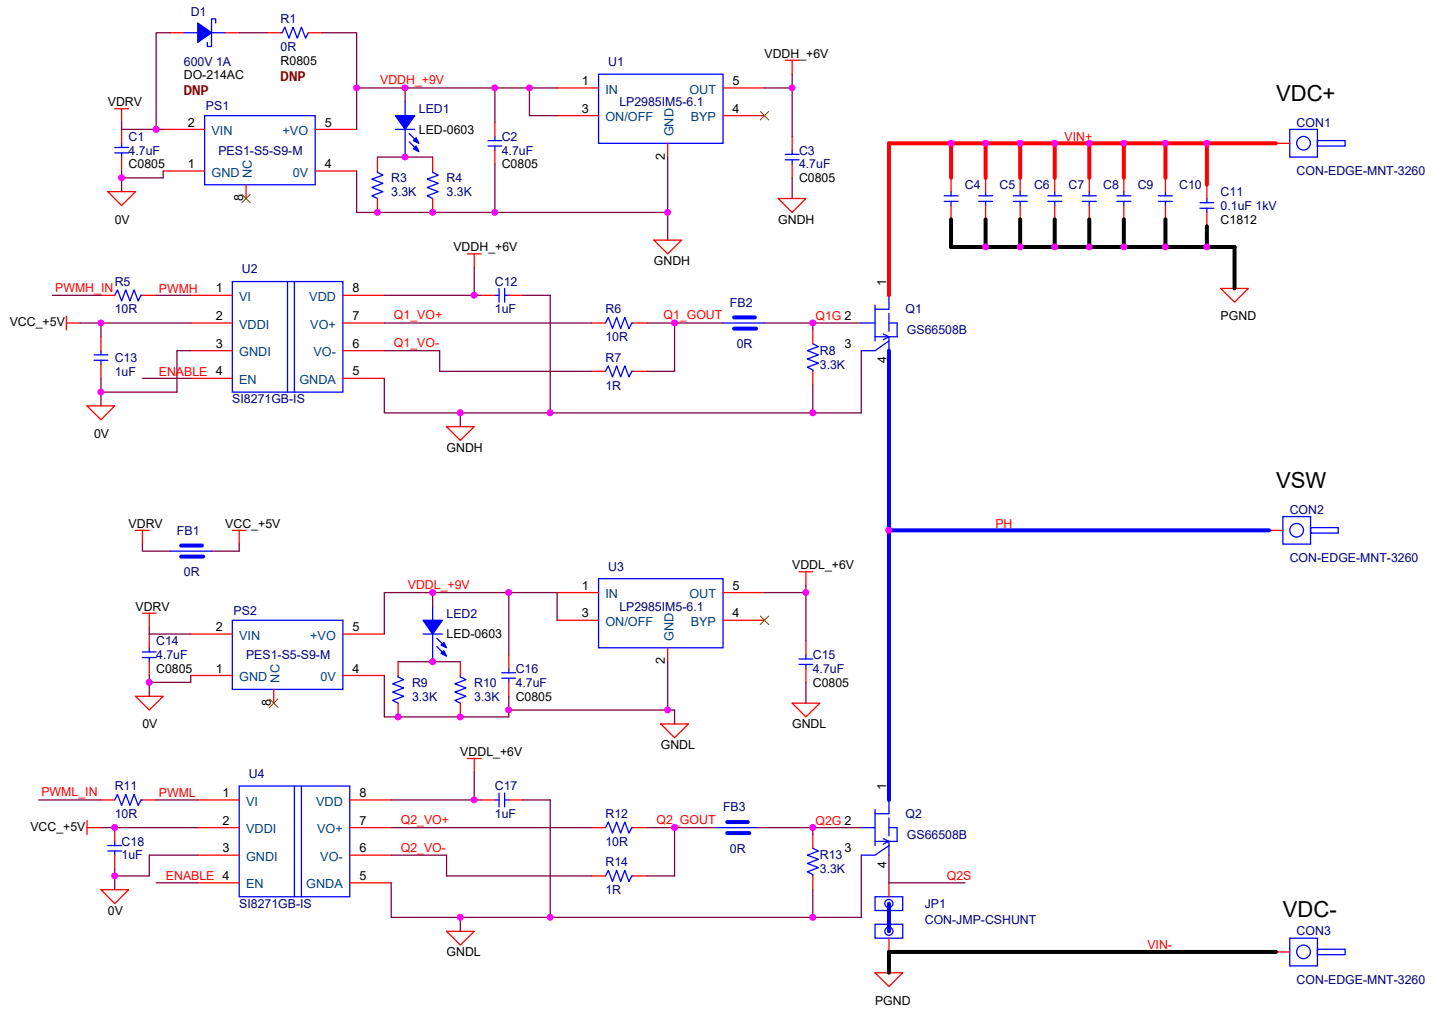 D1
600V 1A
DO-214AC
DNP
R1
0R
R0805
DNP
VDRV
C1
4.7uF
C0805
0V
PS1
2 VIN +VO 5
PES1-S5-S9-M
1 GND NC 0V 4
8
VDDH_+9V
LED1
LED-0603
R3
3.3K
R4
3.3K
C2
4.7uF
C0805
U1
1 IN OUT 5
LP2985IM5-6.1
3 ON/OFF GND BYP 4
2
GNDH
VDDH_+6V
C3
4.7uF
C0805
GNDH
VDC+
CON1
CON-EDGE-MNT-3260
VIN+
C4 C5 C6 C7 C8 C9 C10
C11
0.1uF 1kV
C1812
PGND
PWMH_IN
R5
10R
PWMH
VCC_+5V
C13
1uF
ENABLE
0V
U2
1 VI VDD 8
2 VDDI VO+ 7
3 GNDI VO- 6
4 EN GNDA 5
SI8271GB-IS
VDDH_+6V
C12
1uF
Q1_VO+
Q1_VO-
GNDH
R6
10R
R7
1R
Q1_GOUT
FB2
0R
Q1G
R8
3.3K
1
2
3
4
Q1
GS66508B
VSW
CON2
CON-EDGE-MNT-3260
PH
VDRV
FB1
0R
VCC_+5V
VDRV
C14
4.7uF
C0805
0V
PS2
2 VIN +VO 5
PES1-S5-S9-M
1 GND NC 0V 4
8
VDDL_+9V
LED2
LED-0603
R9
3.3K
R10
3.3K
C16
4.7uF
C0805
U3
1 IN OUT 5
LP2985IM5-6.1
3 ON/OFF GND BYP 4
2
GNDL
VDDL_+6V
C15
4.7uF
C0805
GNDL
PWML_IN
R11
10R
PWML
VCC_+5V
C18
1uF
ENABLE
0V
U4
1 VI VDD 8
2 VDDI VO+ 7
3 GNDI VO- 6
4 EN GNDA 5
SI8271GB-IS
VDDL_+6V
C17
1uF
Q2_VO+
Q2_VO-
GNDL
R12
10R
R14
1R
Q2_GOUT
FB3
0R
Q2G
R13
3.3K
1
2
3
4
Q2
GS66508B
Q2S
JP1
CON-JMP-CSHUNT
PGND
VIN-
VDC-
CON3
CON-EDGE-MNT-3260